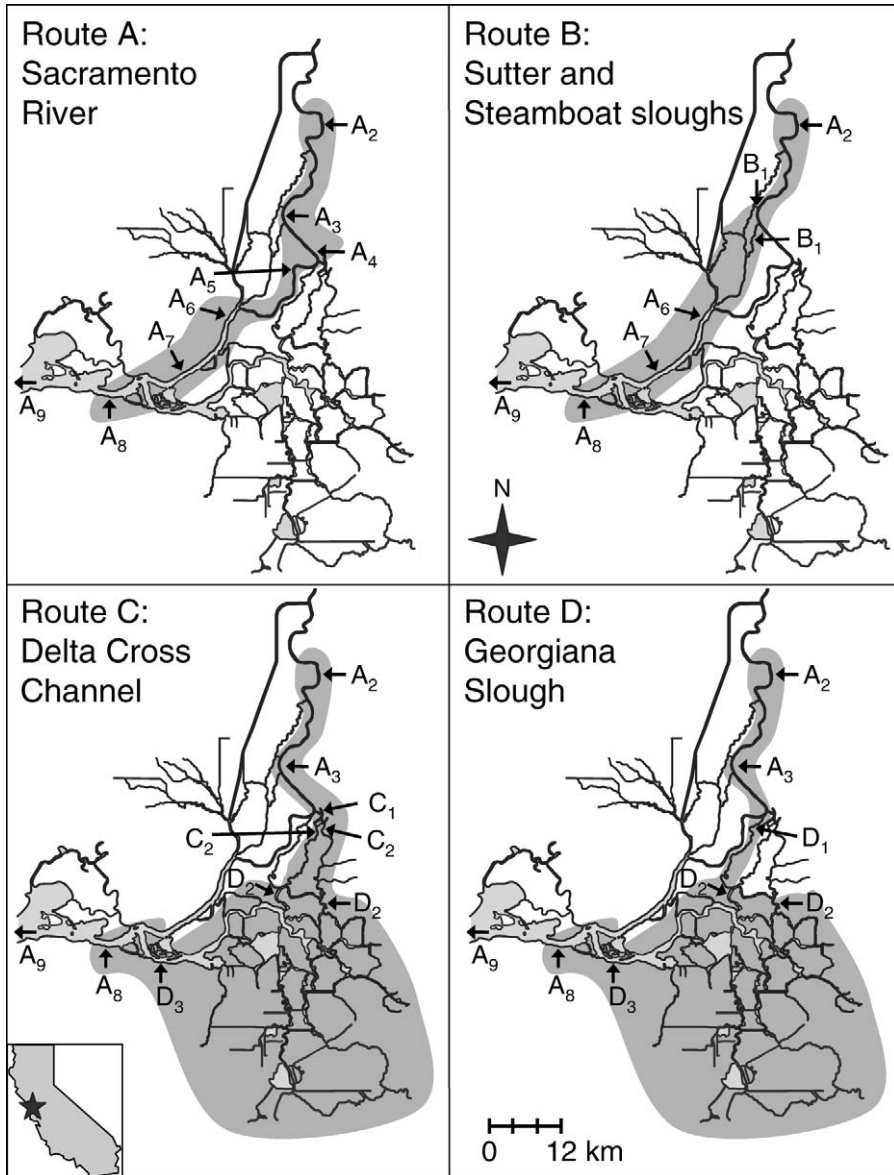 Route A:
Sacramento
River
A2
A3
A4
A5
A6
A7
A9
A8
Route B:
Sutter and
Steamboat sloughs
A2
B1
B1
A6
A7
A9
A8
N
Route C:
Delta Cross
Channel
A2
A3
C1
C2
C2
D2
D2
A9
A8
D3
Route D:
Georgiana
Slough
A2
A3
D1
D2
D2
A9
A8
D3
0 12 km